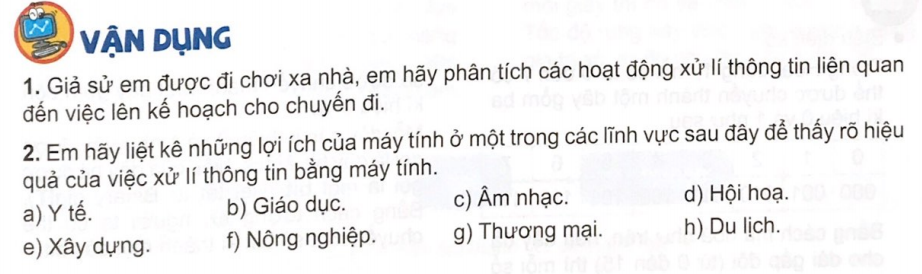 VẬN DỤNG
1. Giả sử em được đi chơi xa nhà, em hãy phân tích các hoạt động xử lí thông tin liên quan
đến việc lên kế hoạch cho chuyến đi.
2. Em hãy liệt kê những lợi ích của máy tính ở một trong các lĩnh vực sau đây để thấy rõ hiệu
quả của việc xử lí thông tin bằng máy tính.
a) Y tế. b) Giáo dục. c) Âm nhạc. d) Hội hoạ.
e) Xây dựng. f) Nông nghiệp. g) Thương mại. h) Du lịch.